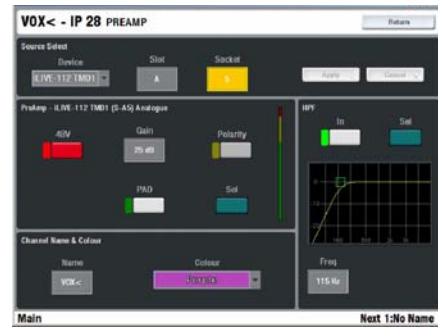 VOX< - IP 28 PREAMP
Return
Source Select
Device
Slot
Socket
iLIVE-112 TMD1
A
5
Apply
Cancel
PreAmp - iLIVE-112 TMD1 (S-A5) Analogue
48V
Gain
25 dB
Polarity
PAD
Sel
HPF
In
Sel
0
Freq
115 Hz
Channel Name & Colour
Name
VOX<
Colour
Purple
Main
Next 1:No Name